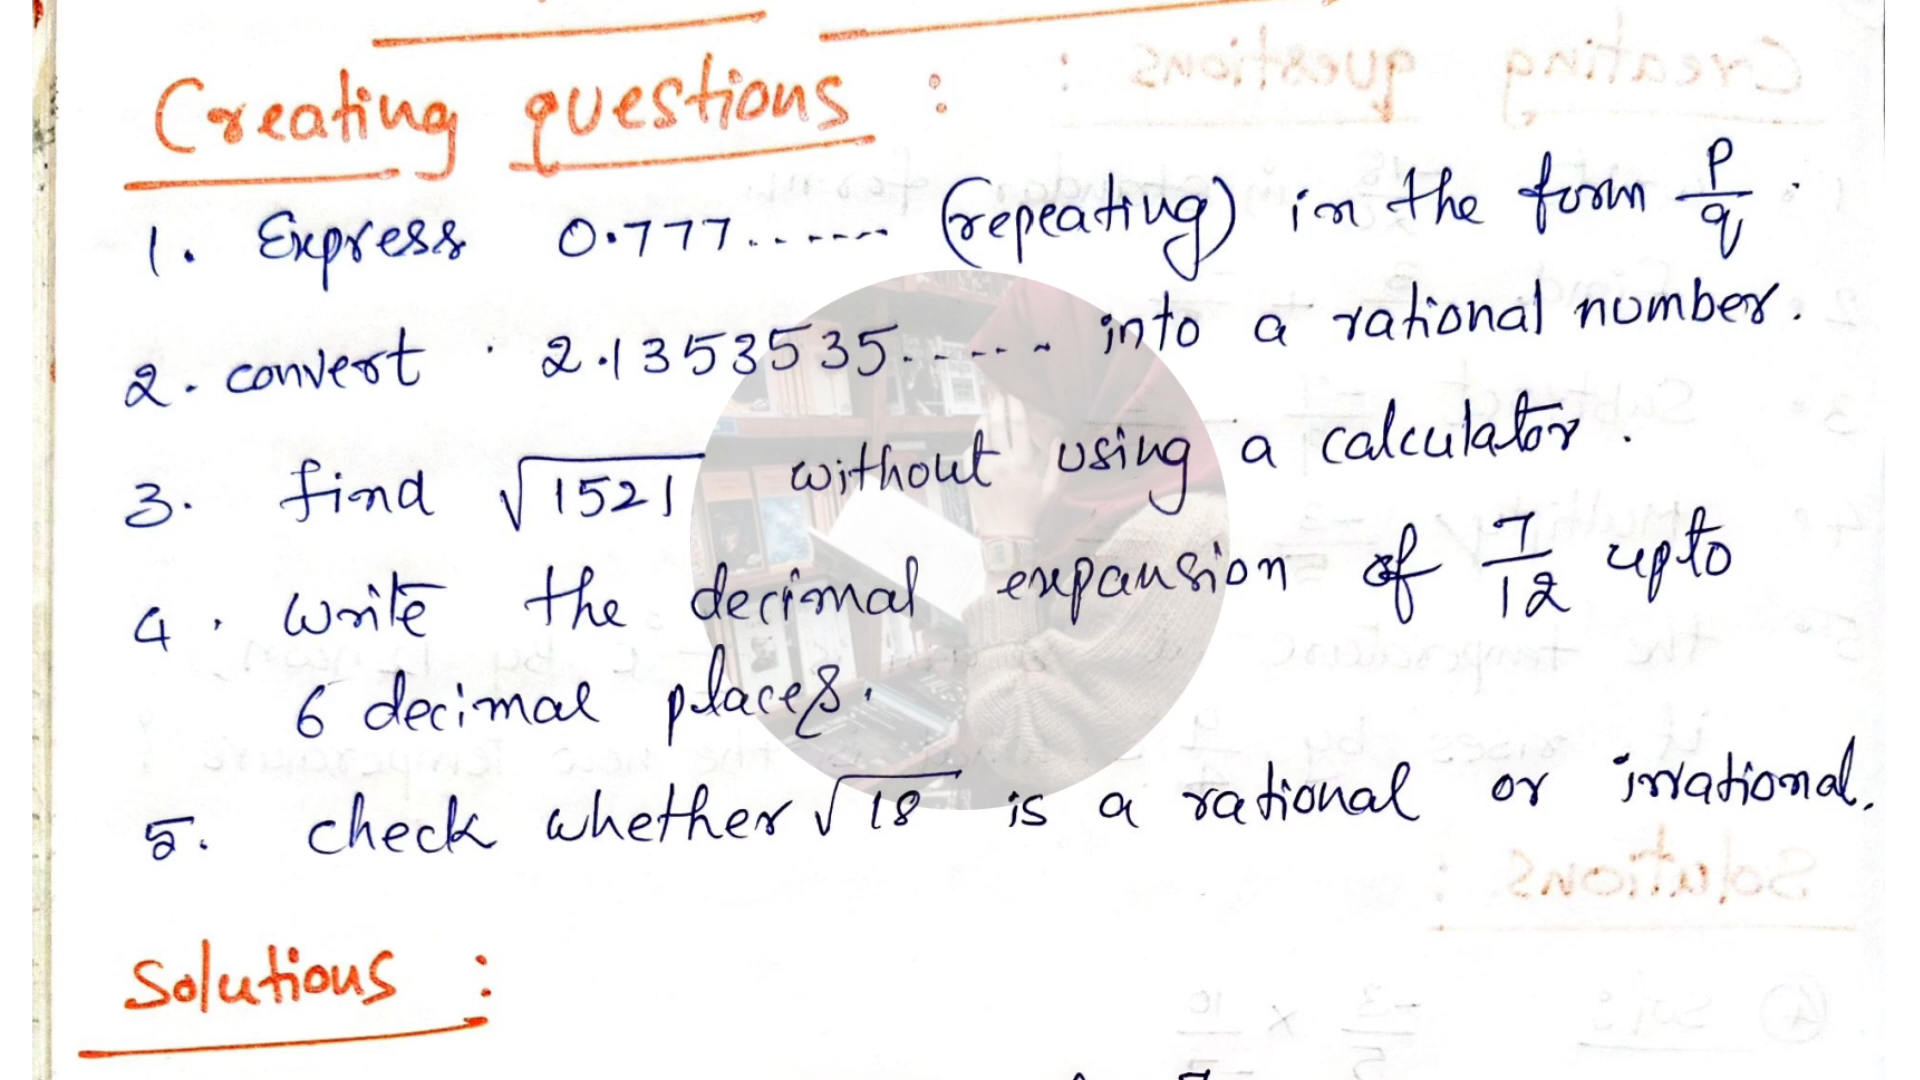 Creating questions :
1. Express 0.777....... (repeating) in the form p/q.
2. convert 2.1353535..... into a rational number.
3. find √1521 without using a calculator.
4. write the decimal expansion of 7/12 upto
6 decimal places.
5. check whether √18 is a rational or irrational.
Solutions :